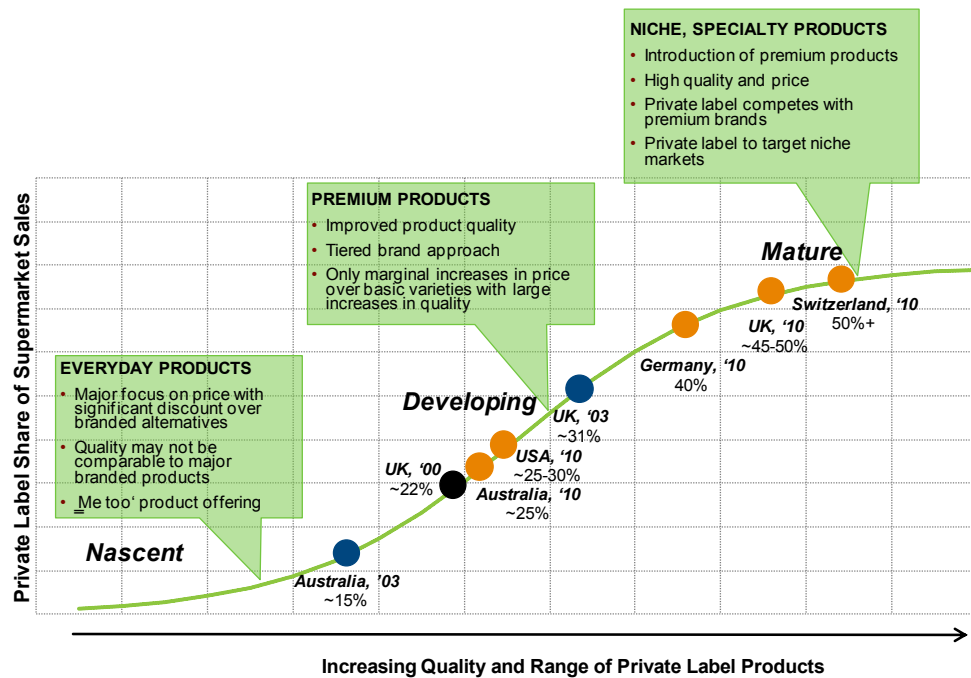 NICHE, SPECIALTY PRODUCTS
• Introduction of premium products
• High quality and price
• Private label competes with
premium brands
• Private label to target niche
markets
PREMIUM PRODUCTS
• Improved product quality
• Tiered brand approach
• Only marginal increases in price
over basic varieties with large
increases in quality
EVERYDAY PRODUCTS
• Major focus on price with
significant discount over
branded alternatives
• Quality may not be
comparable to major
branded products
• ‗Me too‘ product offering
Private Label Share of Supermarket Sales
Mature
Switzerland, ‘10
50%+
UK, ‘10
~45-50%
Germany, ‘10
40%
Developing
UK, ‘03
~31%
USA, ‘10
~25-30%
UK, ‘00
~22%
Australia, ‘10
~25%
Nascent
Australia, ’03
~15%
Increasing Quality and Range of Private Label Products